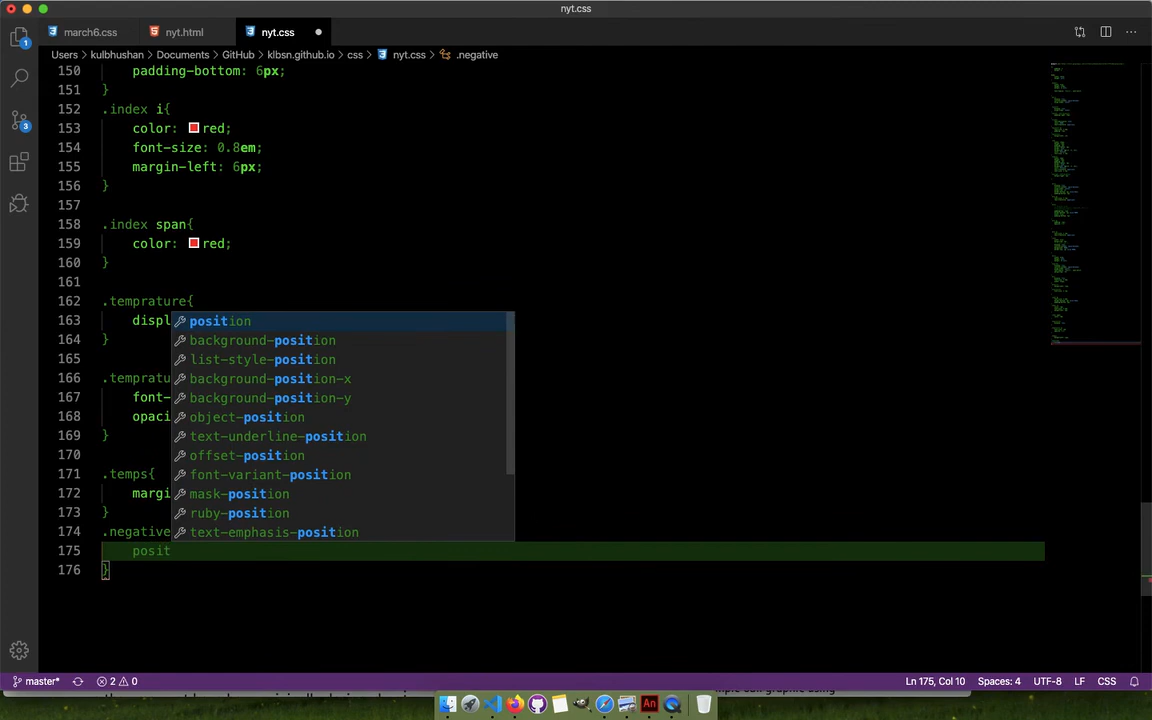 nyt.css
march6.css nyt.html nyt.css
Users kulbhushan Documents GitHub klbsn.github.io css nyt.css .negative
1
3
150 padding-bottom: 6px;
151 }
152 .index i{
153 color: red;
154 font-size: 0.8em;
155 margin-left: 6px;
156 }
157
158 .index span{
159 color: red;
160 }
161
162 .temprature{
163 displ
164 }
165
166 .tempratu
167 font-
168 opaci
169 }
170
171 .temps{
172 margi
173 }
174 .negative
175 posit
176 }
position
background-position
list-style-position
background-position-x
background-position-y
object-position
text-underline-position
offset-position
font-variant-position
mask-position
ruby-position
text-emphasis-position
master* 2 0 Ln 175, Col 10 Spaces: 4 UTF-8 LF CSS
An